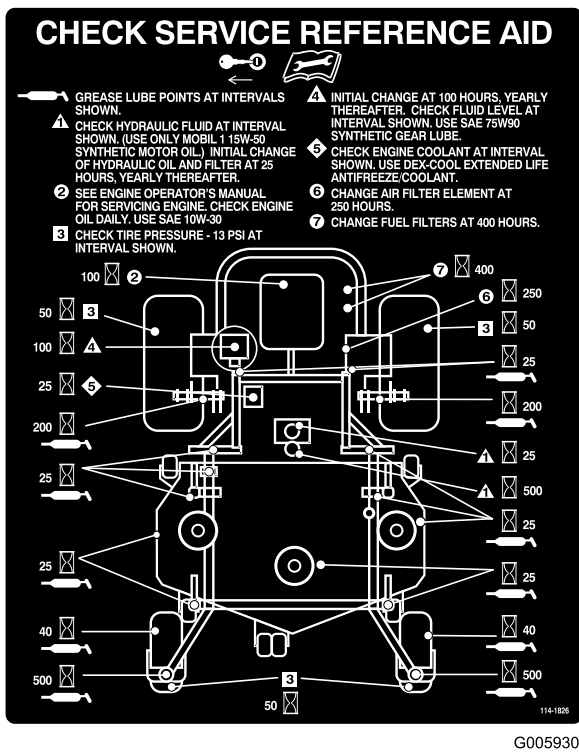 CHECK SERVICE REFERENCE AID
GREASE LUBE POINTS AT INTERVALS
SHOWN.
1 CHECK HYDRAULIC FLUID AT INTERVAL
SHOWN. (USE ONLY MOBIL 1 15W-50
SYNTHETIC MOTOR OIL.) INITIAL CHANGE
OF HYDRAULIC OIL AND FILTER AT 25
HOURS, YEARLY THEREAFTER.
2 SEE ENGINE OPERATOR'S MANUAL
FOR SERVICING ENGINE. CHECK ENGINE
OIL DAILY. USE SAE 10W-30
3 CHECK TIRE PRESSURE - 13 PSI AT
INTERVAL SHOWN.
4 INITIAL CHANGE AT 100 HOURS, YEARLY
THEREAFTER. CHECK FLUID LEVEL AT
INTERVAL SHOWN. USE SAE 75W90
SYNTHETIC GEAR LUBE.
5 CHECK ENGINE COOLANT AT INTERVAL
SHOWN. USE DEX-COOL EXTENDED LIFE
ANTIFREEZE/COOLANT.
6 CHANGE AIR FILTER ELEMENT AT
250 HOURS.
7 CHANGE FUEL FILTERS AT 400 HOURS.
100 2
7 400
6 250
50 3
3 50
100 4
25
25 5
200
200
1 25
25
1 500
25
25
25
40
40
500
500
3
50
114-1826
G005930